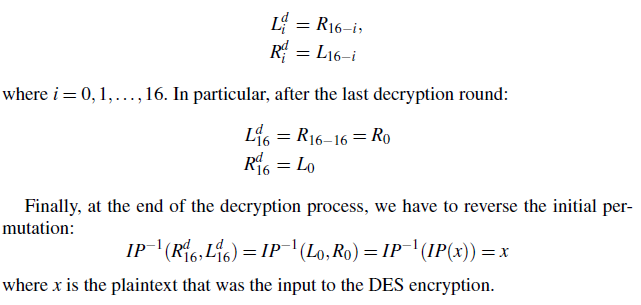 L_i^d = R_{16−i},
R_i^d = L_{16−i}
where i = 0, 1, . . . , 16. In particular, after the last decryption round:
L_{16}^d = R_{16−16} = R_0
R_{16}^d = L_0
Finally, at the end of the decryption process, we have to reverse the initial per-
mutation:
IP^{−1}(R_{16}^d, L_{16}^d) = IP^{−1}(L_0, R_0) = IP^{−1}(IP(x)) = x
where x is the plaintext that was the input to the DES encryption.